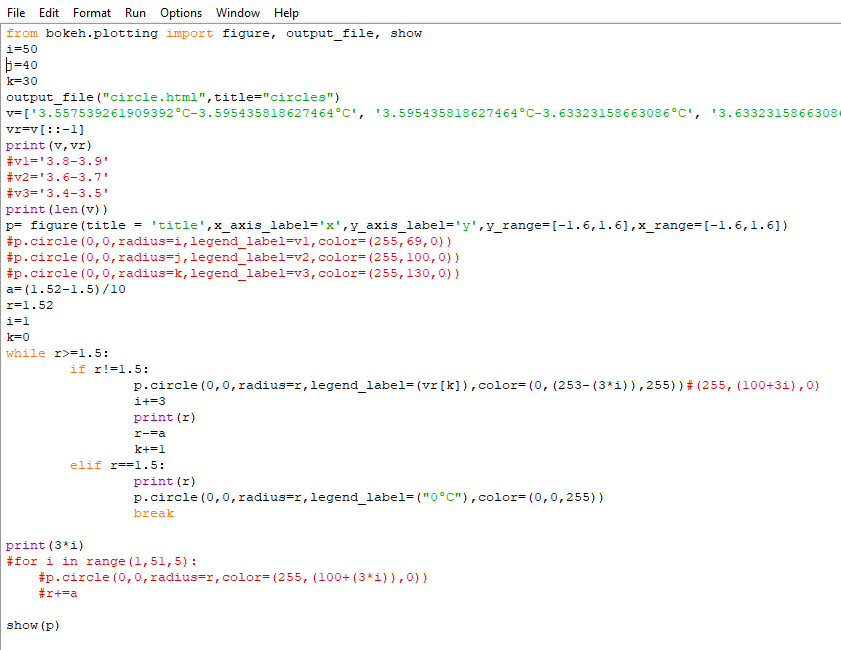 File Edit Format Run Options Window Help
from bokeh.plotting import figure, output_file, show
i=50
j=40
k=30
output_file("circle.html",title="circles")
v=['3.557539261909392°C-3.595435818627464°C', '3.595435818627464°C-3.63323158663086°C', '3.6332315866308
vr=v[::-1]
print(v,vr)
#v1='3.8-3.9'
#v2='3.6-3.7'
#v3='3.4-3.5'
print(len(v))
p= figure(title = 'title',x_axis_label='x',y_axis_label='y',y_range=[-1.6,1.6],x_range=[-1.6,1.6])
#p.circle(0,0,radius=i,legend_label=v1,color=(255,69,0))
#p.circle(0,0,radius=j,legend_label=v2,color=(255,100,0))
#p.circle(0,0,radius=k,legend_label=v3,color=(255,130,0))
a=(1.52-1.5)/10
r=1.52
i=1
k=0
while r>=1.5:
        if r!=1.5:
                p.circle(0,0,radius=r,legend_label=(vr[k]),color=(0,(253-(3*i)),255))#(255,(100+3i),0)
                i+=3
                print(r)
                r-=a
                k+=1
        elif r==1.5:
                print(r)
                p.circle(0,0,radius=r,legend_label=("0°C"),color=(0,0,255))
                break
print(3*i)
#for i in range(1,51,5):
    #p.circle(0,0,radius=r,color=(255,(100+(3*i)),0))
    #r+=a
show(p)